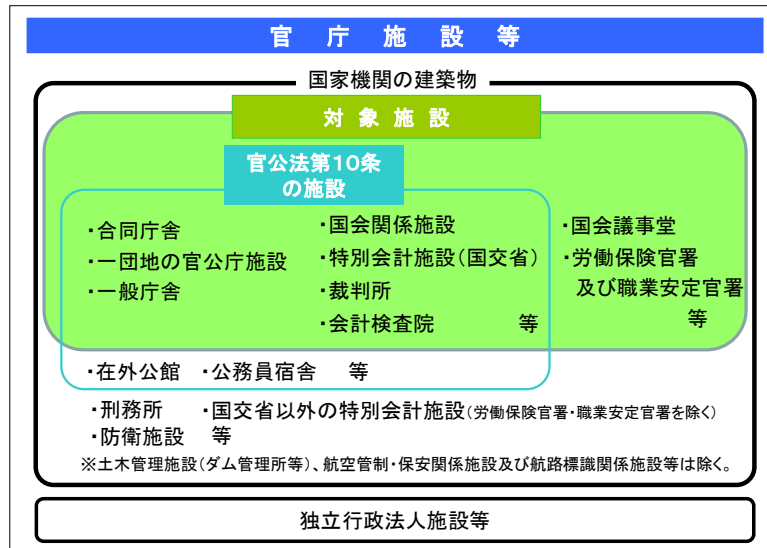 官庁施設等
国家機関の建築物
対象施設
官公法第10条
の施設
・合同庁舎
・一団地の官公庁施設
・一般庁舎
・国会関係施設
・特別会計施設(国交省)
・裁判所
・会計検査院 等
・国会議事堂
・労働保険官署
及び職業安定官署
等
・在外公館 ・公務員宿舎 等
・刑務所 ・国交省以外の特別会計施設(労働保険官署・職業安定官署を除く)
・防衛施設 等
※土木管理施設(ダム管理所等)、航空管制・保安関係施設及び航路標識関係施設等は除く。
独立行政法人施設等